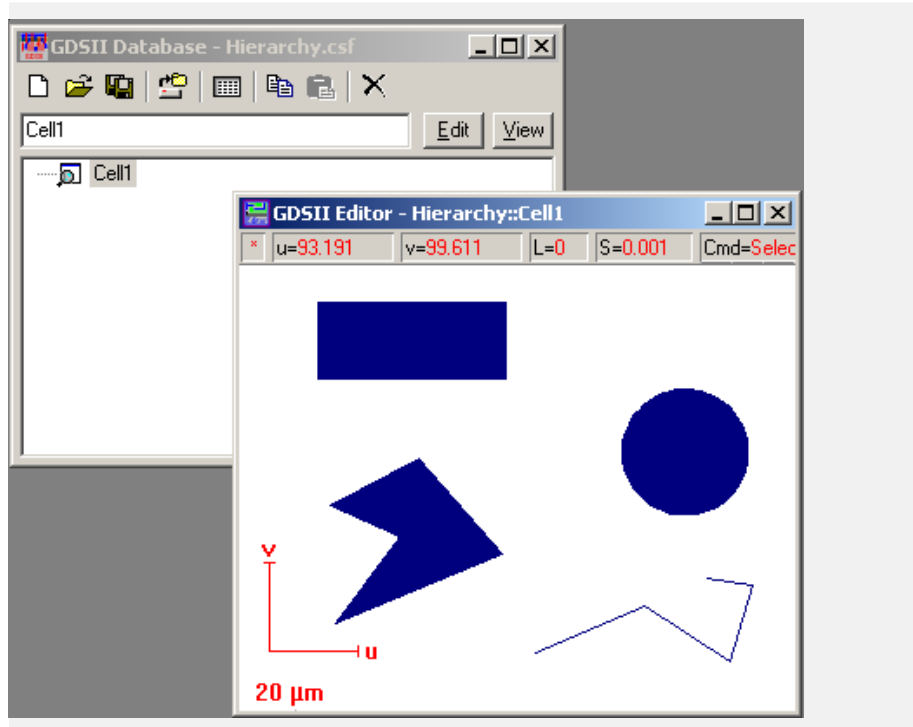 GDSII Database - Hierarchy.csf
Cell1
Edit
View
Cell1
GDSII Editor - Hierarchy::Cell1
* u=93.191 v=99.611 L=0 S=0.001 Cmd=Selec
v
u
20 µm